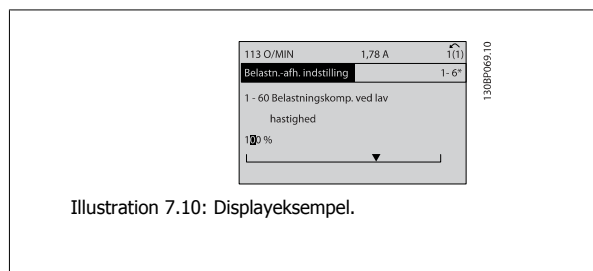 113 O/MIN 1,78 A 1(1)
Belastn.-afh. indstilling 1- 6*
1 - 60 Belastningskomp. ved lav
hastighed
100 %
130BP069.10
Illustration 7.10: Displayeksempel.